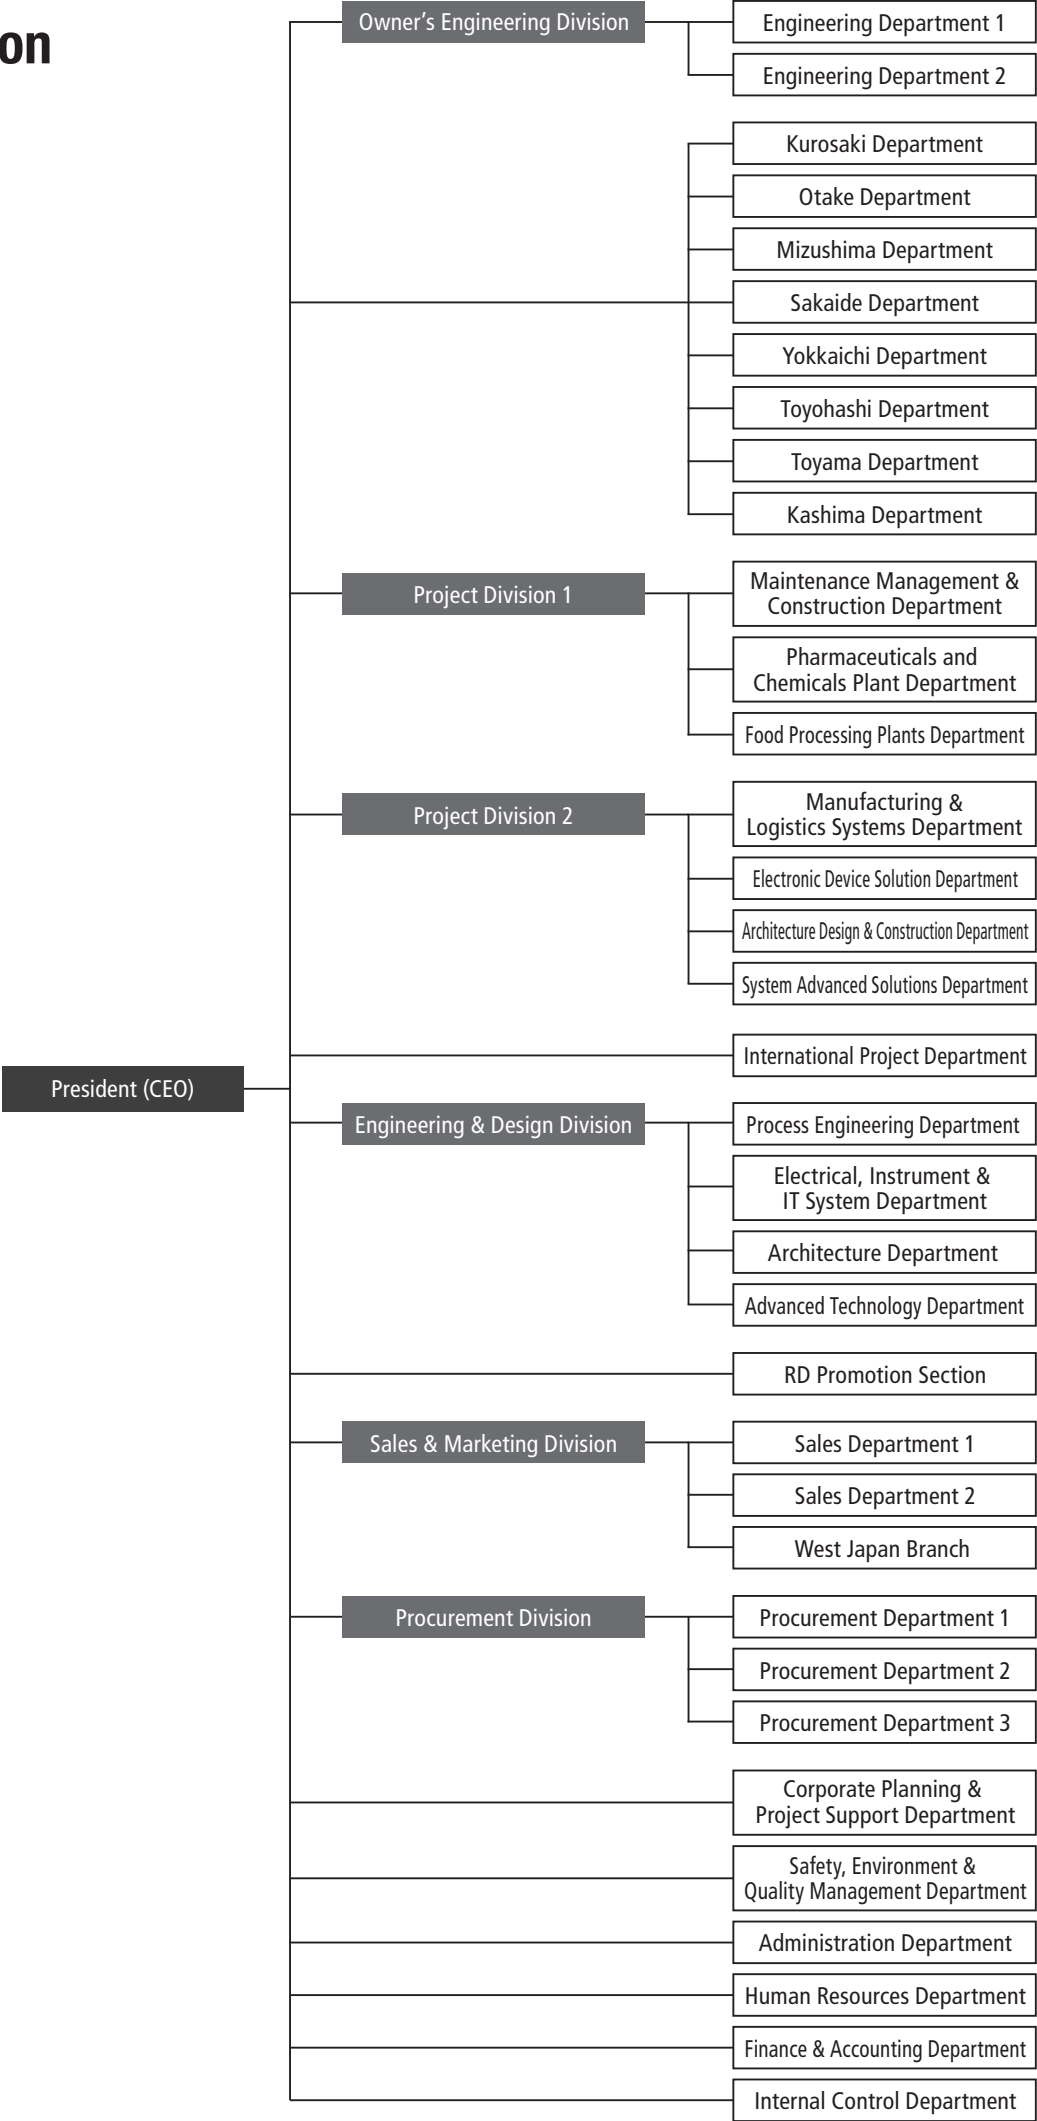 on
Owner’s Engineering Division
Engineering Department 1
Engineering Department 2
Kurosaki Department
Otake Department
Mizushima Department
Sakaide Department
Yokkaichi Department
Toyohashi Department
Toyama Department
Kashima Department
Project Division 1
Maintenance Management &
Construction Department
Pharmaceuticals and
Chemicals Plant Department
Food Processing Plants Department
Project Division 2
Manufacturing &
Logistics Systems Department
Electronic Device Solution Department
Architecture Design & Construction Department
System Advanced Solutions Department
International Project Department
President (CEO)
Engineering & Design Division
Process Engineering Department
Electrical, Instrument &
IT System Department
Architecture Department
Advanced Technology Department
RD Promotion Section
Sales & Marketing Division
Sales Department 1
Sales Department 2
West Japan Branch
Procurement Division
Procurement Department 1
Procurement Department 2
Procurement Department 3
Corporate Planning &
Project Support Department
Safety, Environment &
Quality Management Department
Administration Department
Human Resources Department
Finance & Accounting Department
Internal Control Department